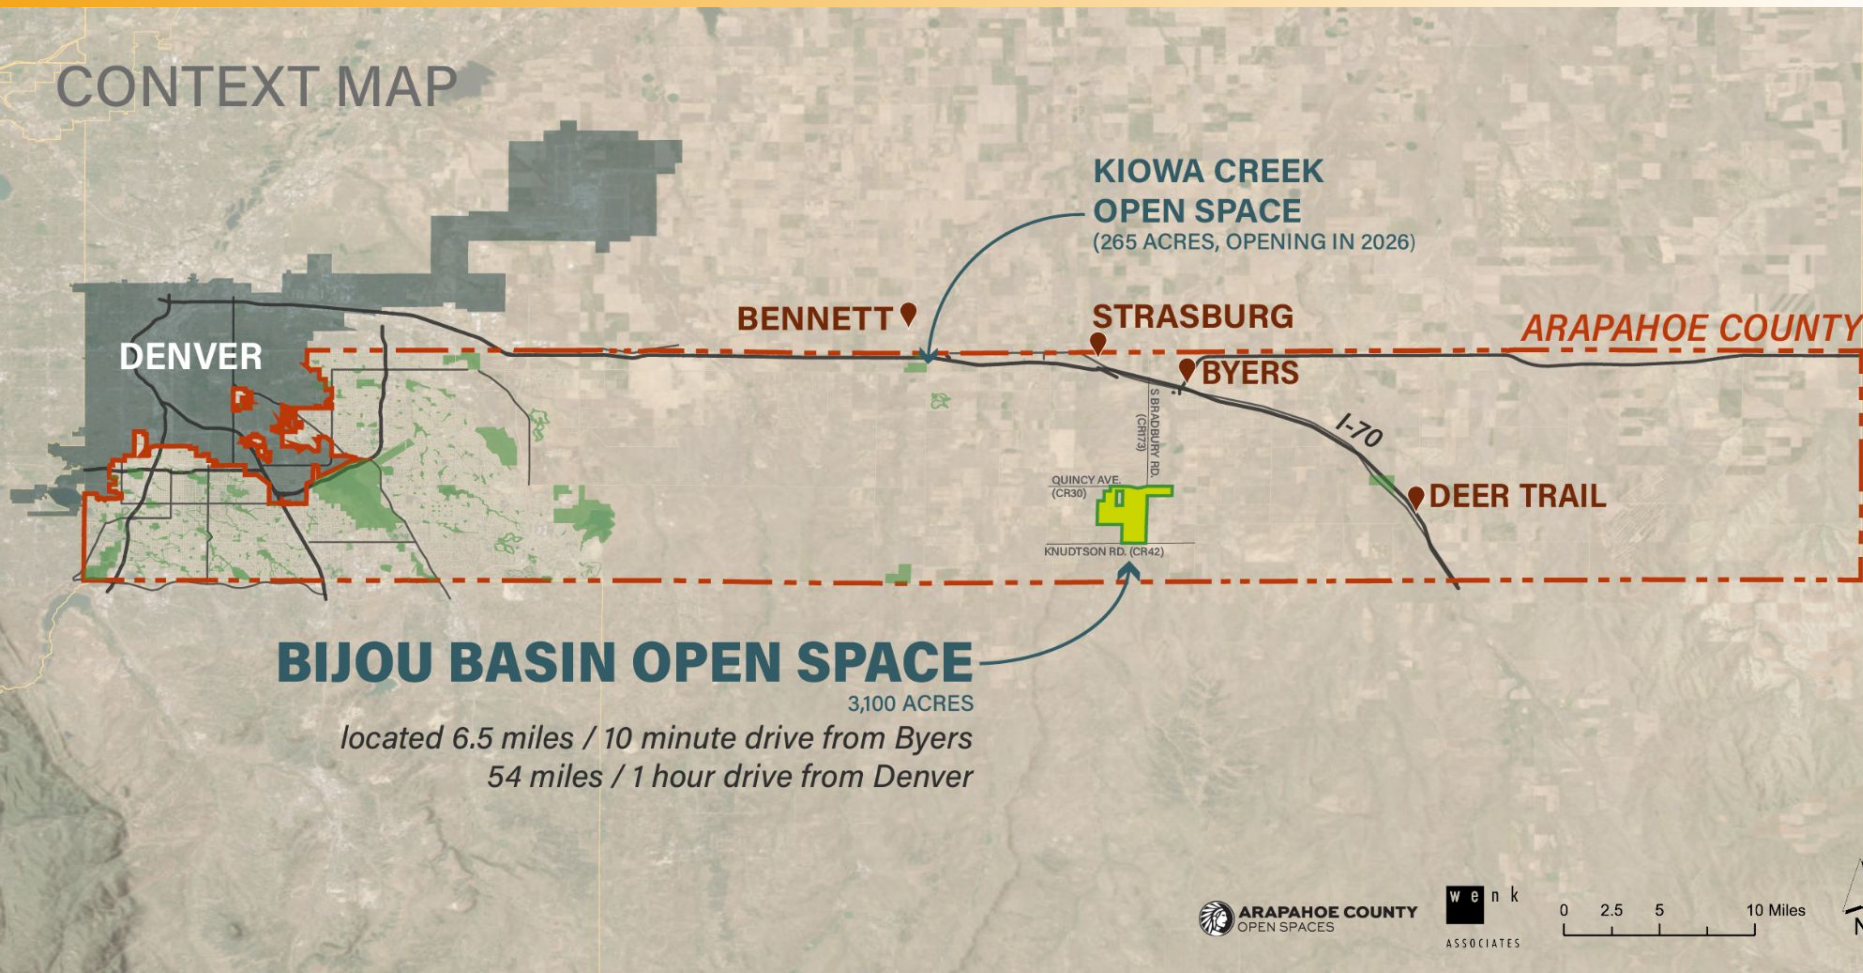 CONTEXT MAP
KIOWA CREEK
OPEN SPACE
(265 ACRES, OPENING IN 2026)
BENNETT
STRASBURG
ARAPAHOE COUNTY
DENVER
BYERS
S BRADBURY RD.
(CR173)
I-70
QUINCY AVE.
(CR30)
DEER TRAIL
KNUDTSON RD. (CR42)
BIJOU BASIN OPEN SPACE
3,100 ACRES
located 6.5 miles / 10 minute drive from Byers
54 miles / 1 hour drive from Denver
ARAPAHOE COUNTY
OPEN SPACES
wenk
ASSOCIATES
0 2.5 5 10 Miles
N